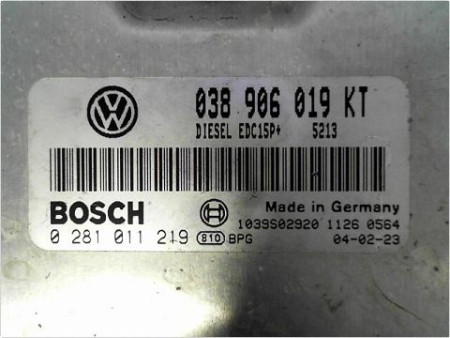 038 906 019 KT
DIESEL EDC15P+ 5213
BOSCH
Made in Germany
1039S02920 1126 0564
0 281 011 219 810 BPG 04-02-23